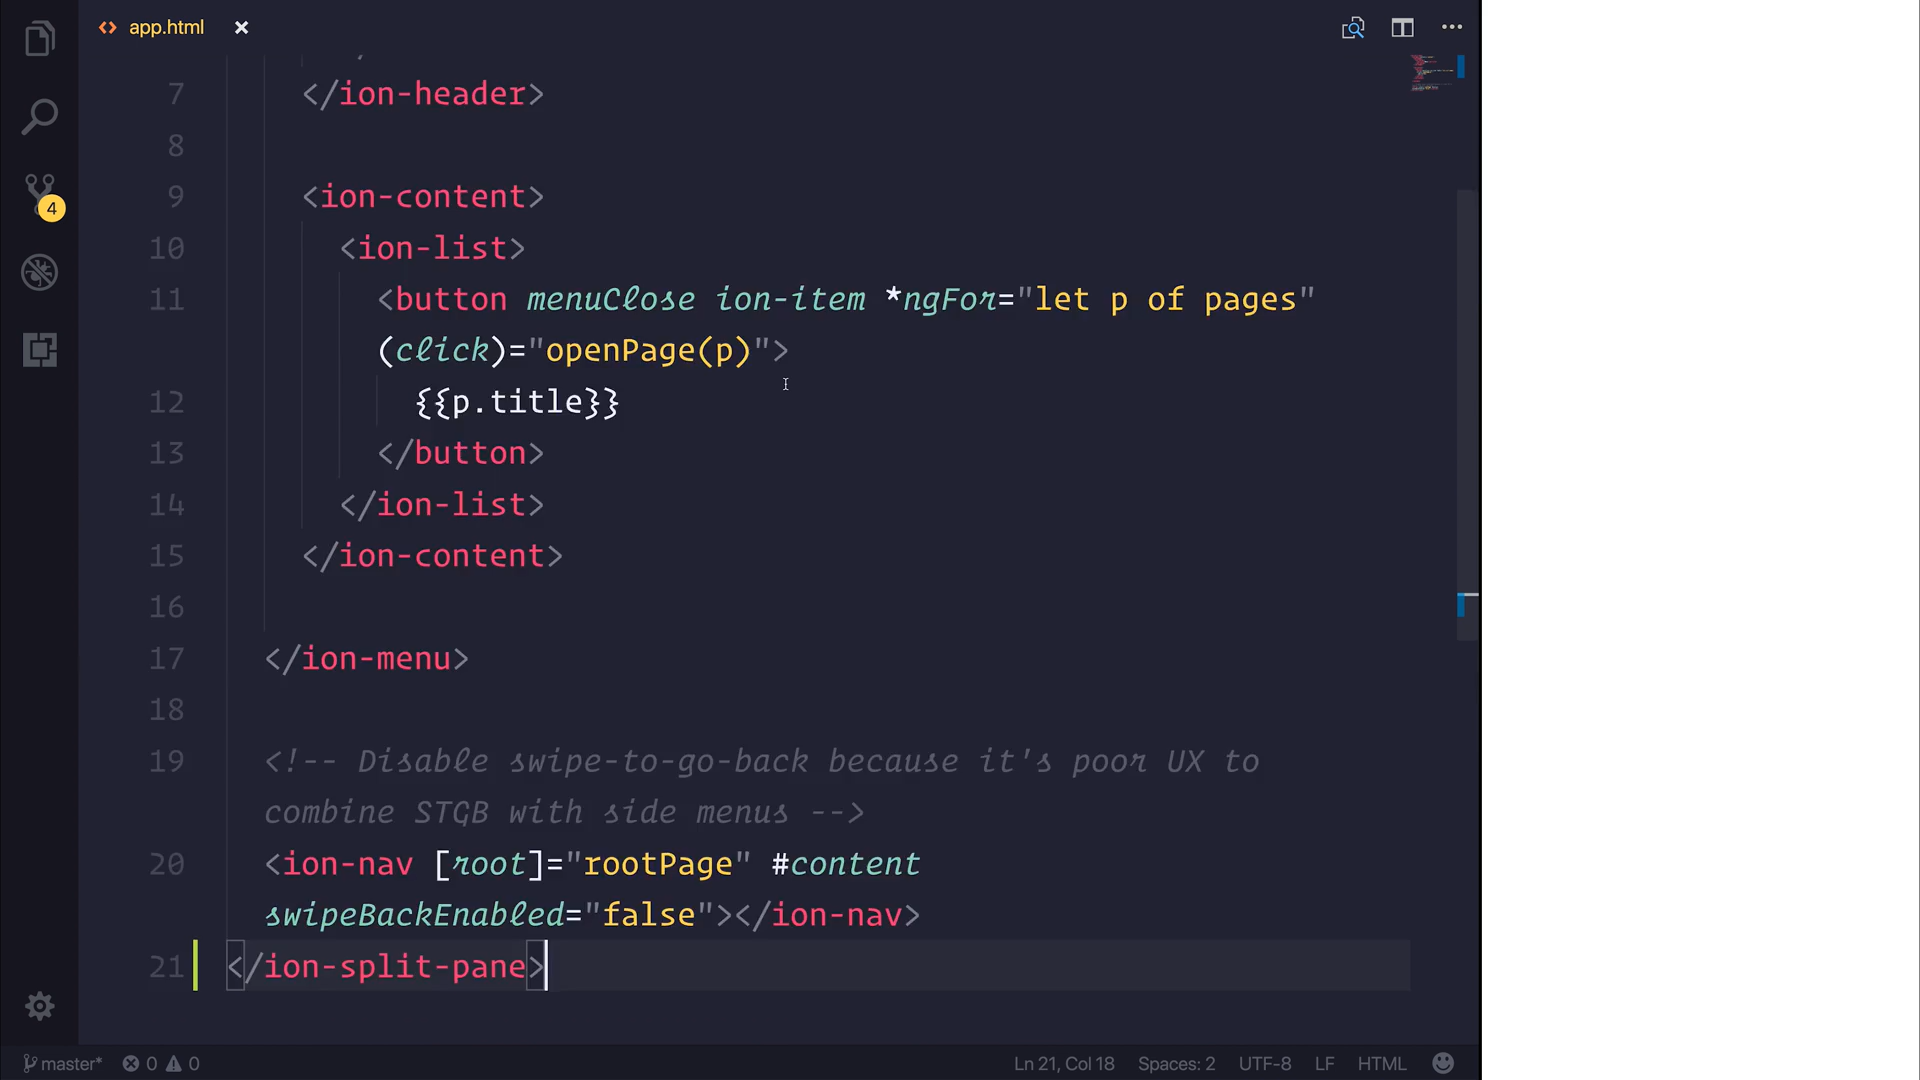 app.html
7 </ion-header>
8
9 <ion-content>
10 <ion-list>
11 <button menuClose ion-item *ngFor="let p of pages"
(click)="openPage(p)">
12 {{p.title}}
13 </button>
14 </ion-list>
15 </ion-content>
16
17 </ion-menu>
18
19 <!-- Disable swipe-to-go-back because it's poor UX to
combine STGB with side menus -->
20 <ion-nav [root]="rootPage" #content
swipeBackEnabled="false"></ion-nav>
21 </ion-split-pane>
4
master* 0 0 Ln 21, Col 18 Spaces: 2 UTF-8 LF HTML